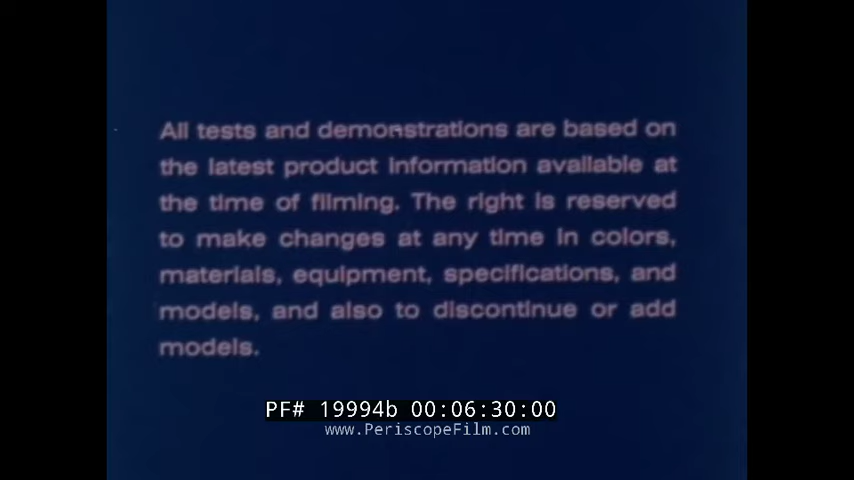 All tests and demonstrations are based on
the latest product information available at
the time of filming. The right is reserved
to make changes at any time in colors,
materials, equipment, specifications, and
models, and also to discontinue or add
models.
PF# 19994b 00:06:30:00
www.PeriscopeFilm.com